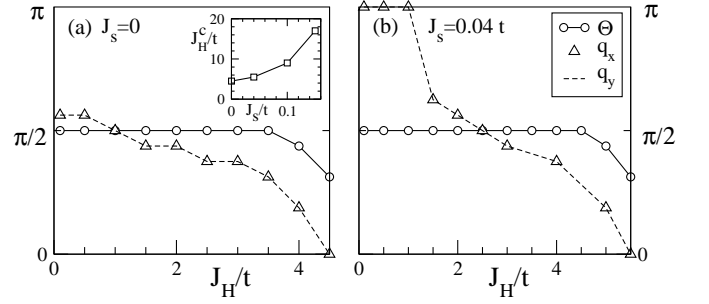 π
(a) J_s=0
J_H^c/t
20
10
0
0
0.1
J_s/t
π/2
0
0
2
4
J_H/t
(b) J_s=0.04 t
Θ
q_x
q_y
π
π/2
0
0
2
4
J_H/t